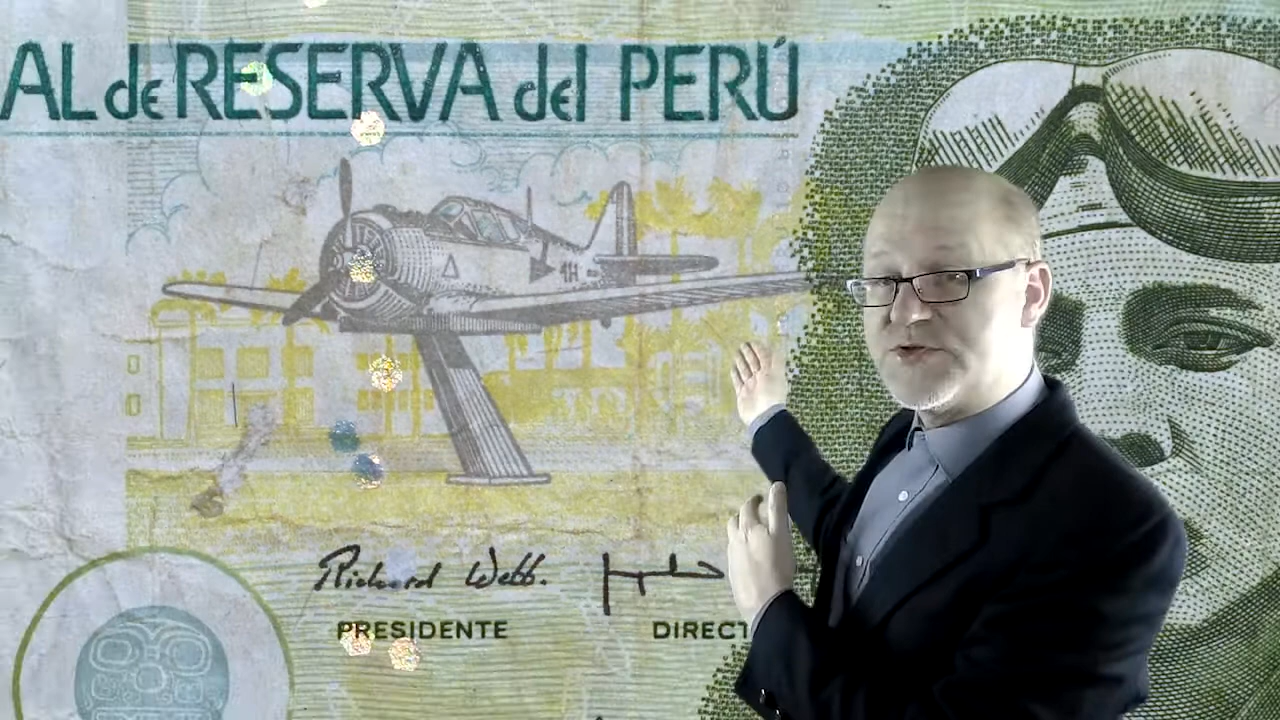 AL de RESERVA del PERÚ
1H
Richard Webb.
PRESIDENTE DIRECT